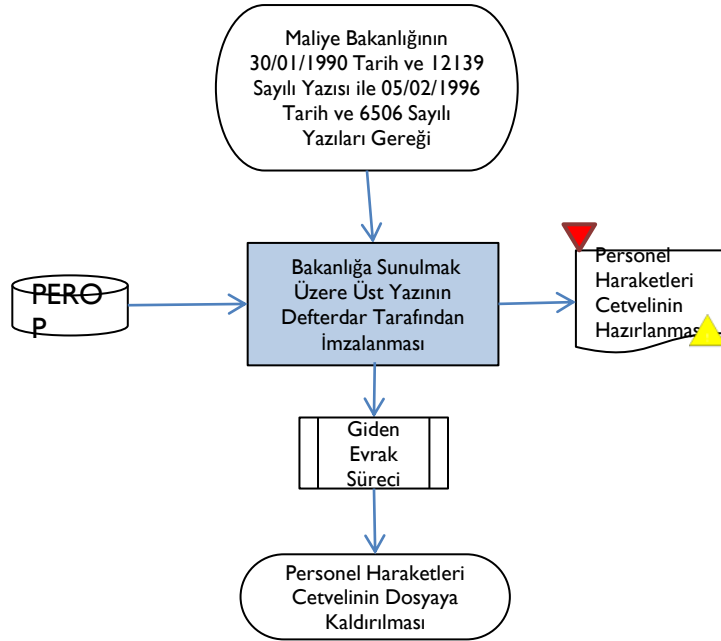 Maliye Bakanlığının
30/01/1990 Tarih ve 12139
Sayılı Yazısı ile 05/02/1996
Tarih ve 6506 Sayılı
Yazıları Gereği
PERO
P
Bakanlığa Sunulmak
Üzere Üst Yazının
Defterdar Tarafından
İmzalanması
Personel
Haraketleri
Cetvelinin
Hazırlanması
Giden
Evrak
Süreci
Personel Haraketleri
Cetvelinin Dosyaya
Kaldırılması